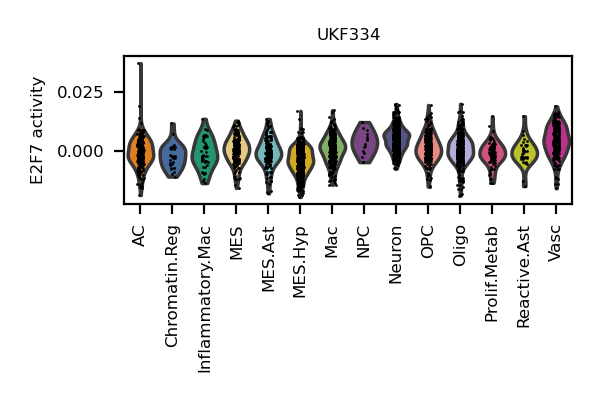 UKF334
E2F7 activity
0.025
0.000
AC
Chromatin.Reg
Inflammatory.Mac
MES
MES.Ast
MES.Hyp
Mac
NPC
Neuron
OPC
Oligo
Prolif.Metab
Reactive.Ast
Vasc